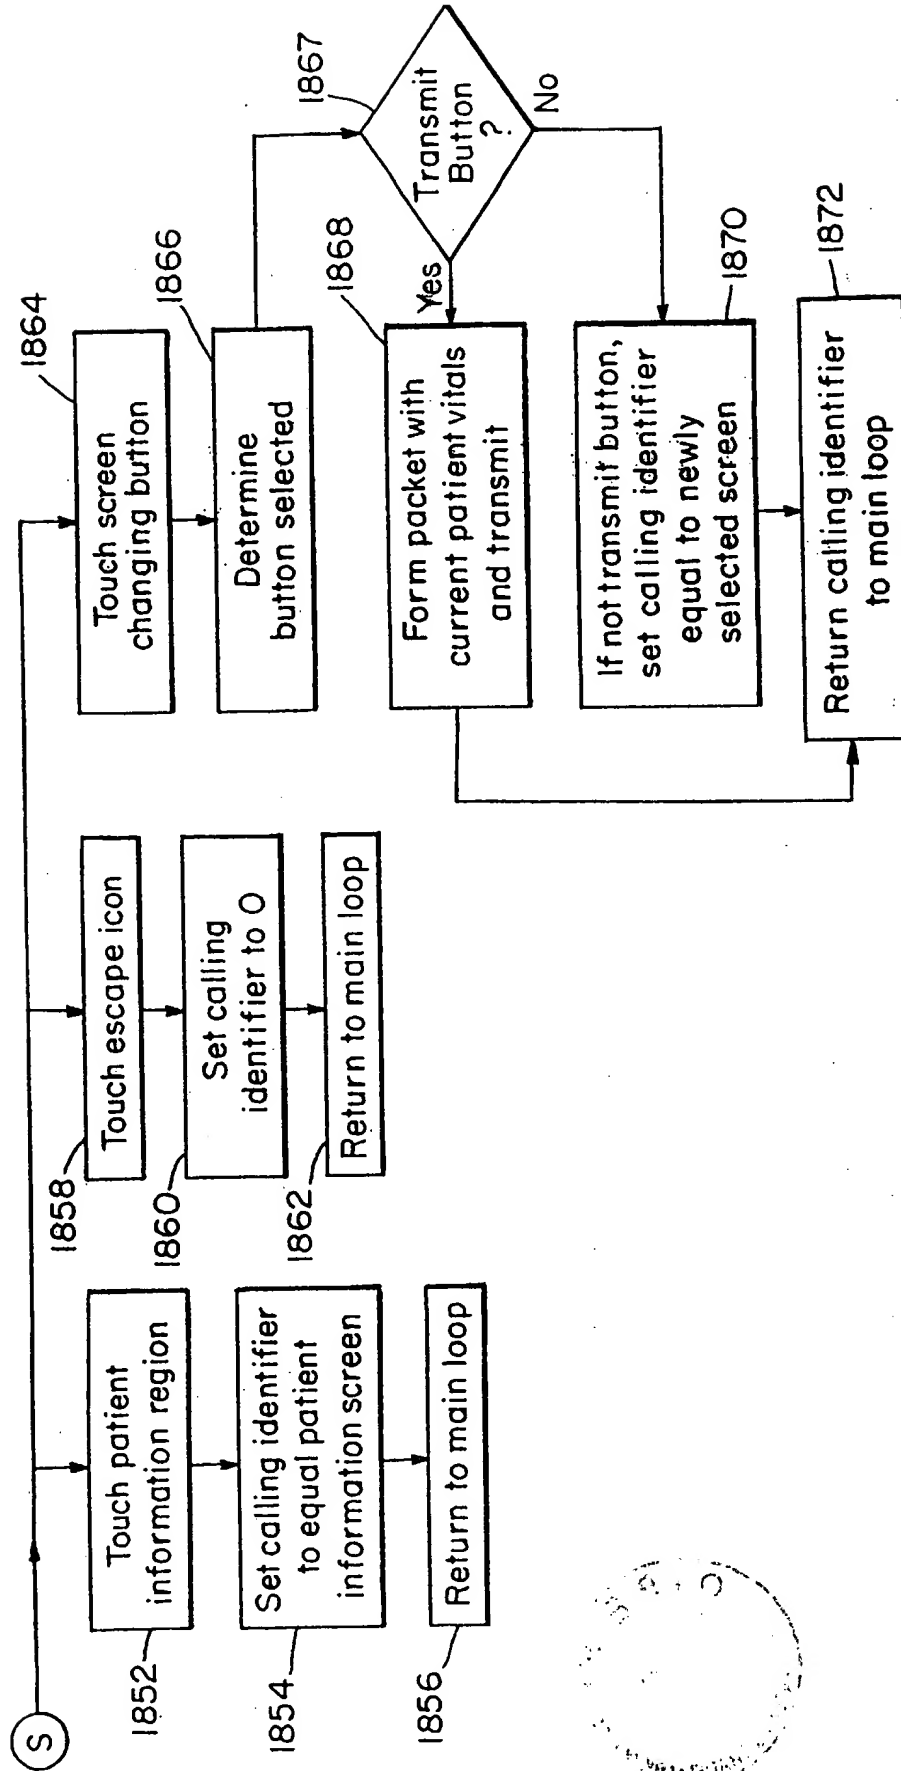 S
1852
Touch patient
information region
1854
Set calling identifier
to equal patient
information screen
1856
Return to main loop
1858
Touch escape icon
1860
Set calling
identifier to 0
1862
Return to main loop
1864
Touch screen
changing button
1866
Determine
button selected
1867
Transmit
Button
?
Yes
No
1868
Form packet with
current patient vitals
and transmit
1870
If not transmit button,
set calling identifier
equal to newly
selected screen
1872
Return calling identifier
to main loop